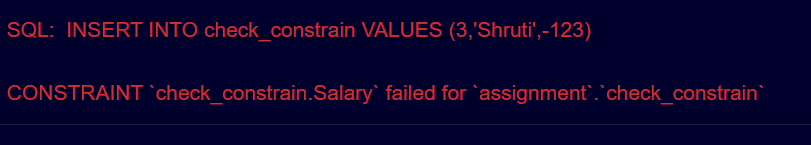 SQL:  INSERT INTO check_constrain VALUES (3,'Shruti',-123)
CONSTRAINT `check_constrain.Salary` failed for `assignment`.`check_constrain`